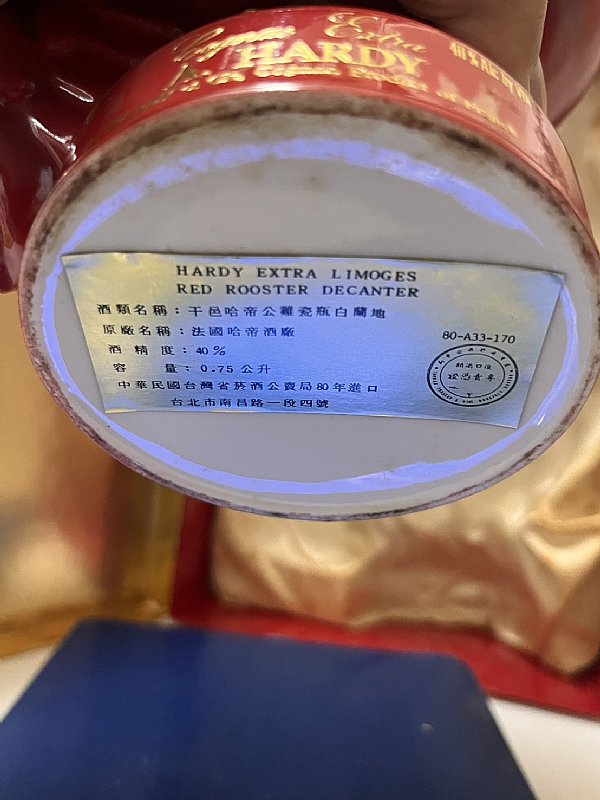 Cognac Extra
HARDY
HARDY EXTRA LIMOGES
RED ROOSTER DECANTER
酒類名稱：干邑哈帝公雞瓷瓶白蘭地
原廠名稱：法國哈帝酒廠
80-A33-170
酒精度：40%
容量：0.75公升
中華民國台灣省菸酒公賣局80年進口
台北市南昌路一段四號